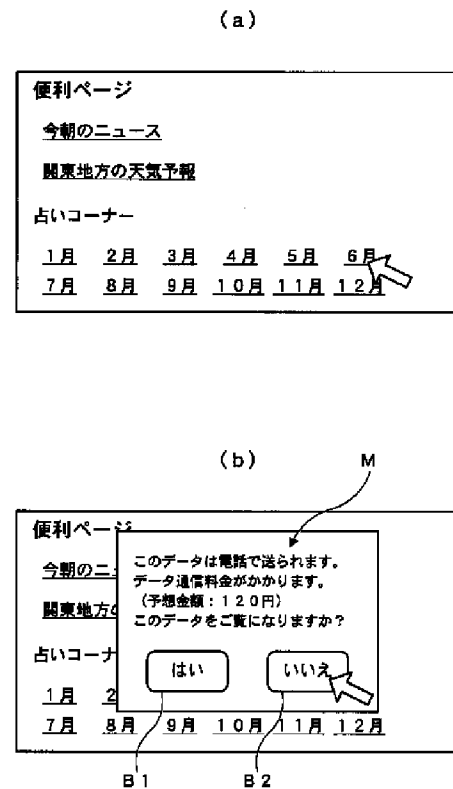 (a)
便利ページ
今朝のニュース
関東地方の天気予報
占いコーナー
1月 2月 3月 4月 5月 6月
7月 8月 9月 10月 11月 12月
(b)
M
便利ページ
今朝のニ
関東地方
占いコーナ
1月 2
7月 8月 9月 10月 11月 12月
このデータは電話で送られます。
データ通信料金がかかります。
(予想金額:120円)
このデータをご覧になりますか?
はい いいえ
B1 B2